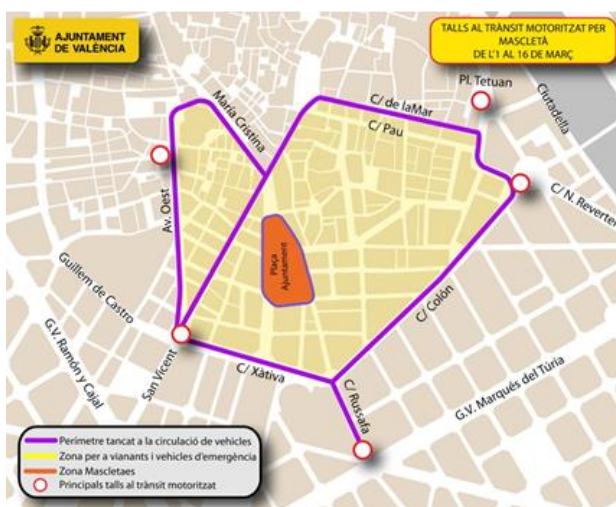 AJUNTAMENT
DE VALÈNCIA
TALLS AL TRÀNSIT MOTORITZAT PER
MASCLETÀ
DE L'1 AL 16 DE MARÇ
Pl. Tetuan
Ciutadella
C/ de laMar
C/ Pau
Maria Cristina
C/ N. Reverter
Av. Oest
Plaça
Ajuntament
Guillem de Castro
C/ Colón
G.V. Ramón y Cajal
San Vicent
C/ Xàtiva
C/ Russafa
G.V. Marqués del Túria
Perímetre tancat a la circulació de vehicles
Zona per a vianants i vehicles d'emergència
Zona Mascletaes
Principals talls al trànsit motoritzat